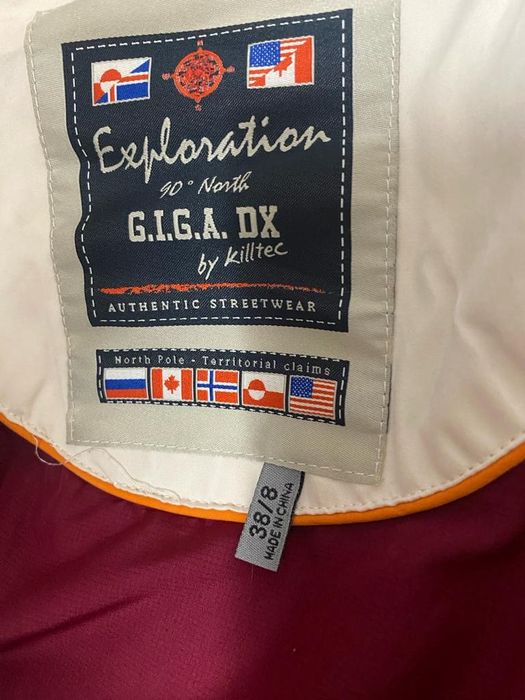 Exploration
90° North
G.I.G.A. DX
by killtec
AUTHENTIC STREETWEAR
North Pole - Territorial claims
38/8
MADE IN CHINA